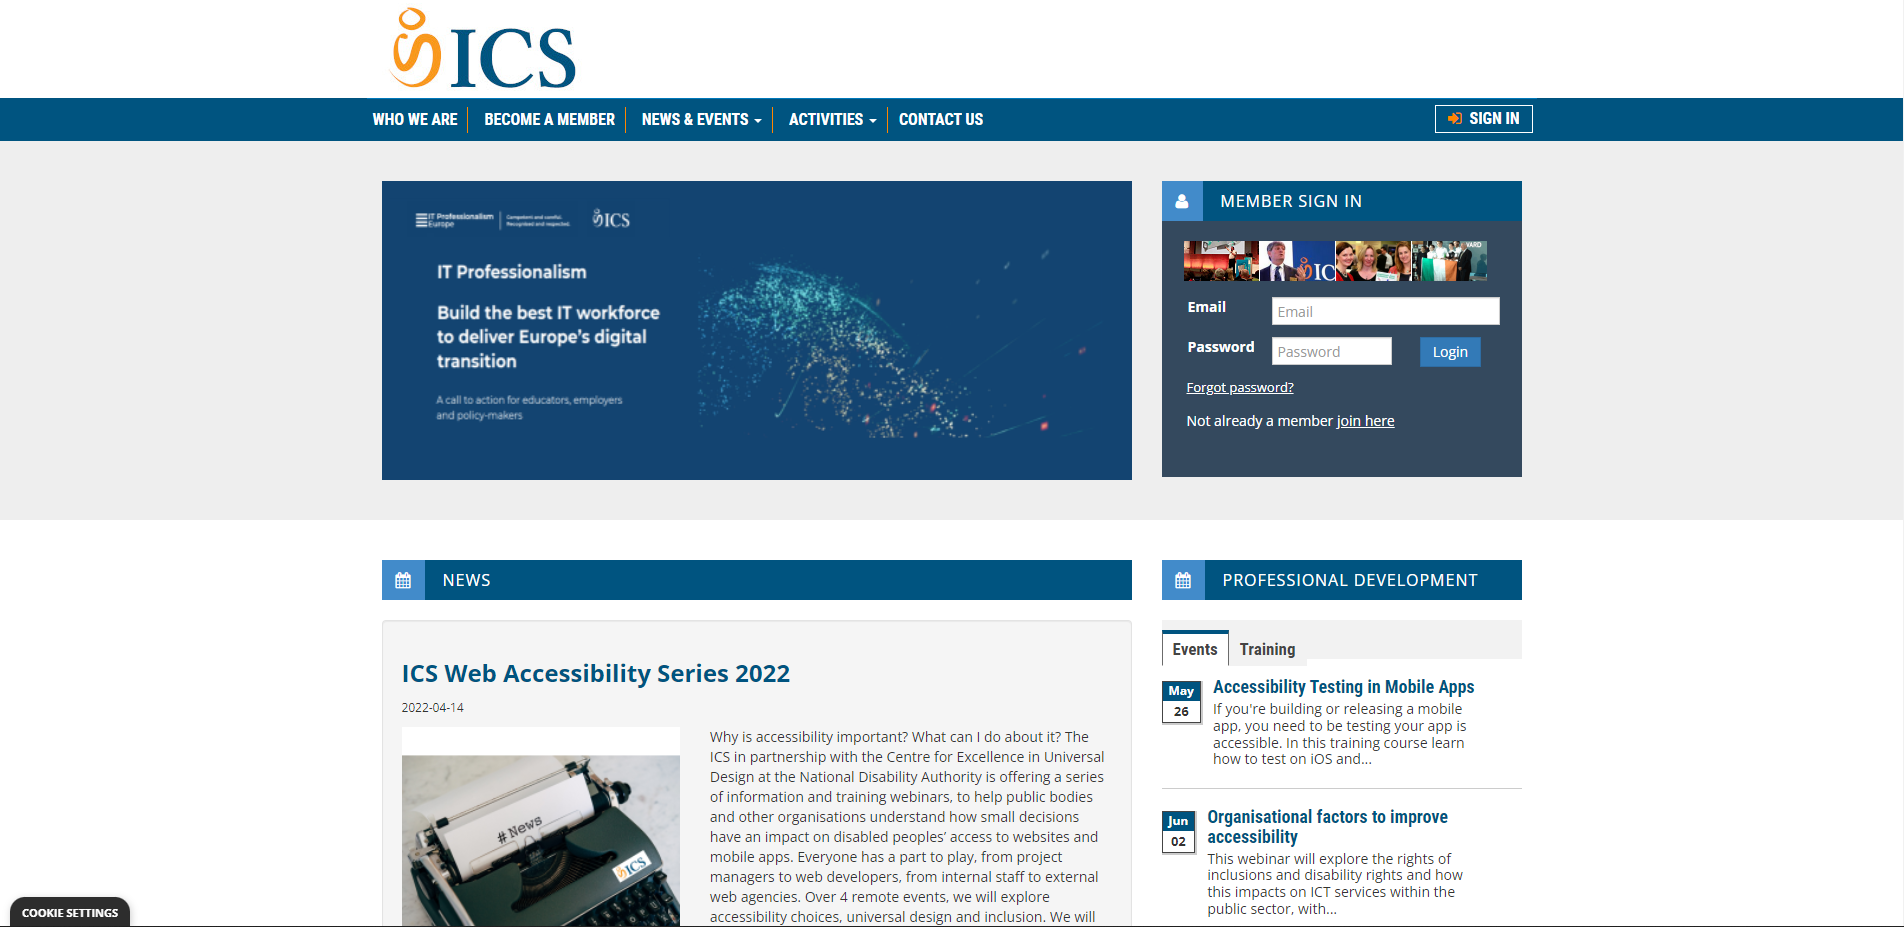 ICS
WHO WE ARE
BECOME A MEMBER
NEWS & EVENTS
ACTIVITIES
CONTACT US
SIGN IN
IT Professionalism
Europe
Competent and careful.
Recognised and respected.
ICS
IT Professionalism
Build the best IT workforce
to deliver Europe's digital
transition
A call to action for educators, employers
and policy-makers
MEMBER SIGN IN
IC
YARD
Email
Email
Password
Password
Login
Forgot password?
Not already a member join here
NEWS
ICS Web Accessibility Series 2022
2022-04-14
#News
ICS
Why is accessibility important? What can I do about it? The
ICS in partnership with the Centre for Excellence in Universal
Design at the National Disability Authority is offering a series
of information and training webinars, to help public bodies
and other organisations understand how small decisions
have an impact on disabled peoples’ access to websites and
mobile apps. Everyone has a part to play, from project
managers to web developers, from internal staff to external
web agencies. Over 4 remote events, we will explore
accessibility choices, universal design and inclusion. We will
PROFESSIONAL DEVELOPMENT
Events
Training
May
26
Accessibility Testing in Mobile Apps
If you're building or releasing a mobile
app, you need to be testing your app is
accessible. In this training course learn
how to test on iOS and...
Jun
02
Organisational factors to improve
accessibility
This webinar will explore the rights of
inclusions and disability rights and how
this impacts on ICT services within the
public sector, with...
COOKIE SETTINGS